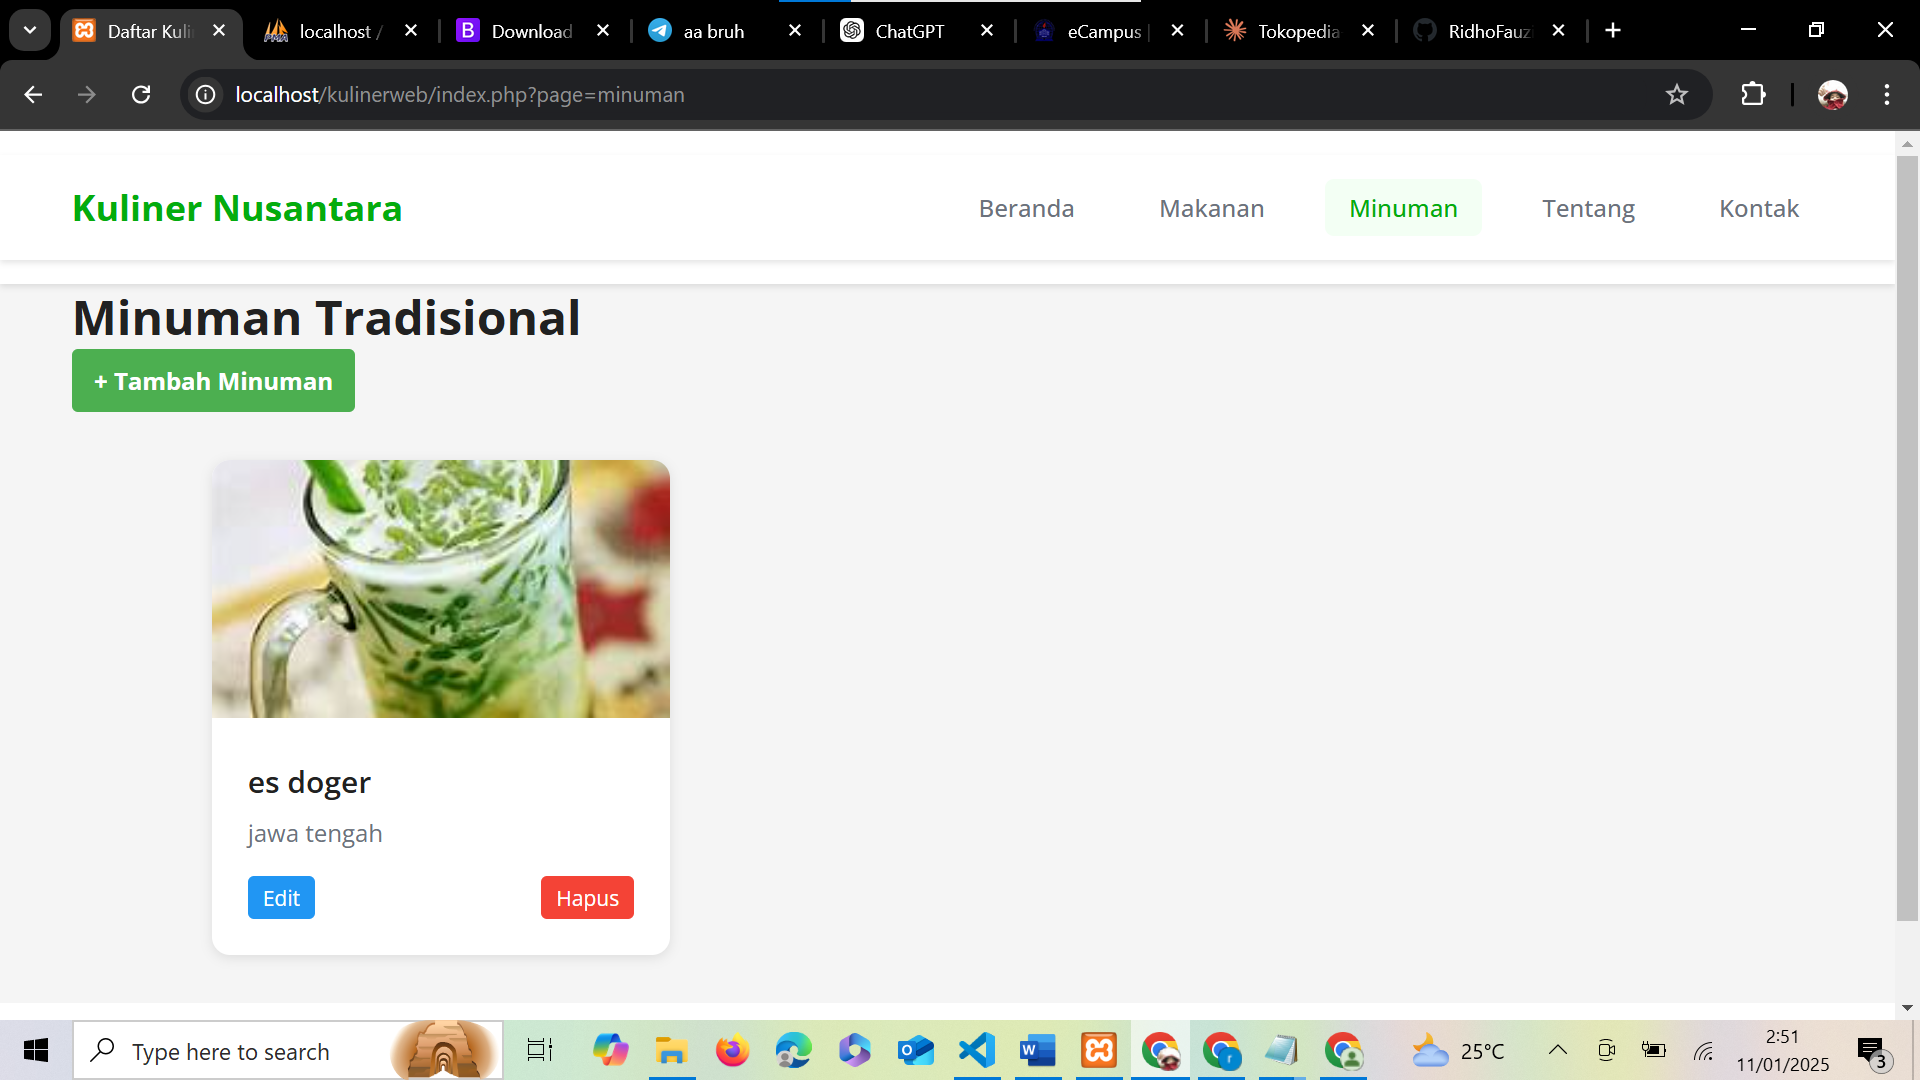 Daftar Kuli
localhost /
Download
aa bruh
ChatGPT
eCampus |
Tokopedia
RidhoFauz
localhost/kulinerweb/index.php?page=minuman
Kuliner Nusantara
Beranda
Makanan
Minuman
Tentang
Kontak
Minuman Tradisional
+ Tambah Minuman
es doger
jawa tengah
Edit
Hapus
Type here to search
25°C
2:51
11/01/2025
3